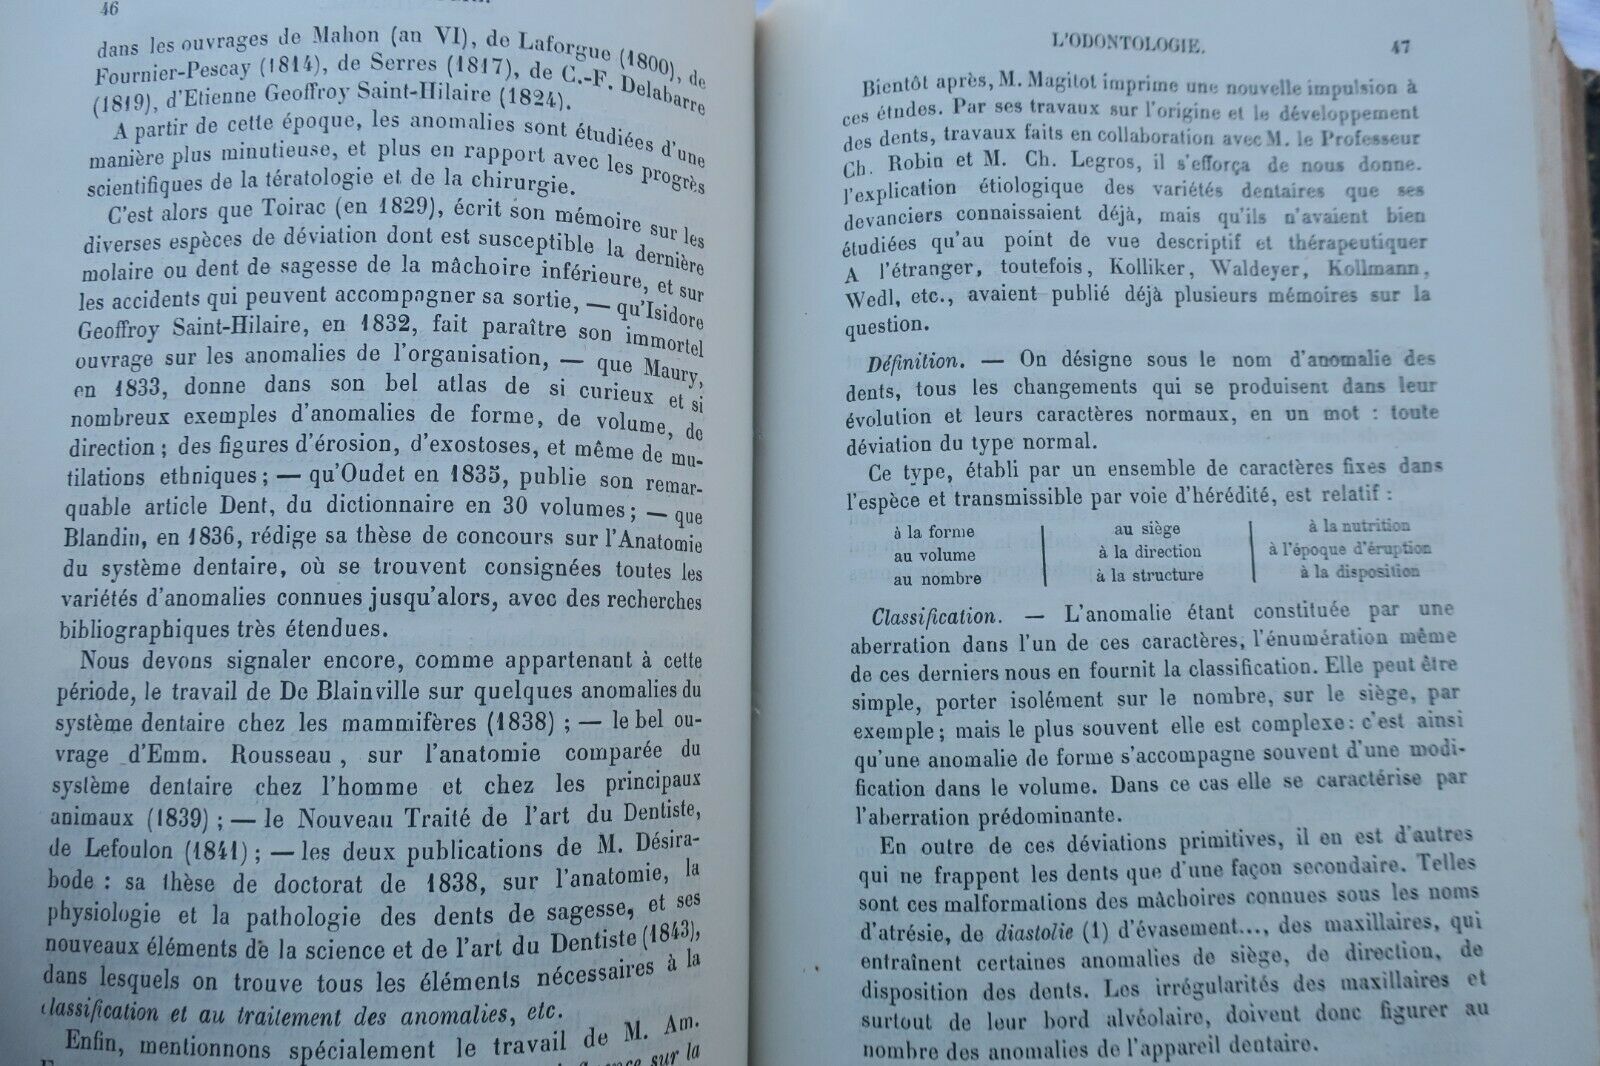 46
dans les ouvrages de Mahon (an VI), de Laforgue (1800), de
Fournier-Pescay (1814), de Serres (1817), de C.-F. Delabarre
(1819), d'Etienne Geoffroy Saint-Hilaire (1824).
A partir de cette époque, les anomalies sont étudiées d'une
manière plus minutieuse, et plus en rapport avec les progrès
scientifiques de la tératologie et de la chirurgie.
C'est alors que Toirac (en 1829), écrit son mémoire sur les
diverses espèces de déviation dont est susceptible la dernière
molaire ou dent de sagesse de la mâchoire inférieure, et sur
les accidents qui peuvent accompagner sa sortie, — qu'Isidore
Geoffroy Saint-Hilaire, en 1832, fait paraître son immortel
ouvrage sur les anomalies de l'organisation, — que Maury,
en 1833, donne dans son bel atlas de si curieux et si
nombreux exemples d'anomalies de forme, de volume, de
direction ; des figures d'érosion, d'exostoses, et même de mu-
tilations ethniques ; — qu'Oudet en 1835, publie son remar-
quable article Dent, du dictionnaire en 30 volumes ; — que
Blandin, en 1836, rédige sa thèse de concours sur l'Anatomie
du système dentaire, où se trouvent consignées toutes les
variétés d'anomalies connues jusqu'alors, avec des recherches
bibliographiques très étendues.
Nous devons signaler encore, comme appartenant à cette
période, le travail de De Blainville sur quelques anomalies du
système dentaire chez les mammifères (1838) ; — le bel ou-
vrage d'Emm. Rousseau, sur l'anatomie comparée du
système dentaire chez l'homme et chez les principaux
animaux (1839) ; — le Nouveau Traité de l'art du Dentiste,
de Lefoulon (1841) ; — les deux publications de M. Désira-
bode : sa thèse de doctorat de 1838, sur l'anatomie, la
physiologie et la pathologie des dents de sagesse, et ses
nouveaux éléments de la science et de l'art du Dentiste (1843),
dans lesquels on trouve tous les éléments nécessaires à la
classification et au traitement des anomalies, etc.
Enfin, mentionnons spécialement le travail de M. Am.
sur la
L'ODONTOLOGIE. 47
Bientôt après, M. Magitot imprime une nouvelle impulsion à
ces étndes. Par ses travaux sur l'origine et le développement
des dents, travaux faits en collaboration avec M. le Professeur
Ch. Robin et M. Ch. Legros, il s'efforça de nous donne.
l'explication étiologique des variétés dentaires que ses
devanciers connaissaient déjà, mais qu'ils n'avaient bien
étudiées qu'au point de vue descriptif et thérapeutiquer
A l'étranger, toutefois, Kolliker, Waldeyer, Kollmann,
Wedl, etc., avaient publié déjà plusieurs mémoires sur la
question.
Définition. — On désigne sous le nom d'anomalie des
dents, tous les changements qui se produisent dans leur
évolution et leurs caractères normaux, en un mot : toute
déviation du type normal.
Ce type, établi par un ensemble de caractères fixes dans
l'espèce et transmissible par voie d'hérédité, est relatif :
à la forme | au siège | à la nutrition
au volume | à la direction | à l'époque d'éruption
au nombre | à la structure | à la disposition
Classification. — L'anomalie étant constituée par une
aberration dans l'un de ces caractères, l'énumération même
de ces derniers nous en fournit la classification. Elle peut être
simple, porter isolément sur le nombre, sur le siège, par
exemple ; mais le plus souvent elle est complexe : c'est ainsi
qu'une anomalie de forme s'accompagne souvent d'une modi-
fication dans le volume. Dans ce cas elle se caractérise par
l'aberration prédominante.
En outre de ces déviations primitives, il en est d'autres
qui ne frappent les dents que d'une façon secondaire. Telles
sont ces malformations des mâchoires connues sous les noms
d'atrésie, de diastolie (1) d'évasement..., des maxillaires, qui
entraînent certaines anomalies de siège, de direction, de
disposition des dents. Les irrégularités des maxillaires et
surtout de leur bord alvéolaire, doivent donc figurer au
nombre des anomalies de l'appareil dentaire.